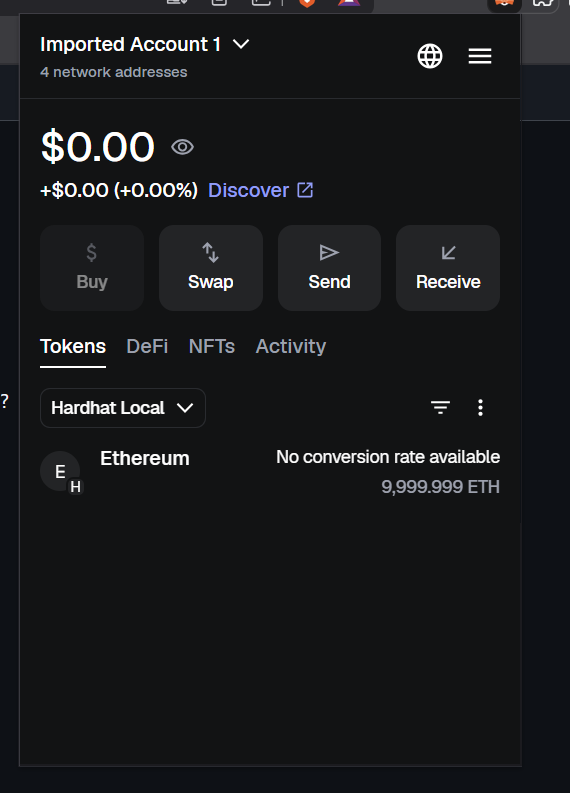 Imported Account 1
4 network addresses
$0.00
+$0.00 (+0.00%) Discover
$
Buy
Swap
Send
Receive
Tokens DeFi NFTs Activity
?
Hardhat Local
E
H
Ethereum
No conversion rate available
9,999.999 ETH